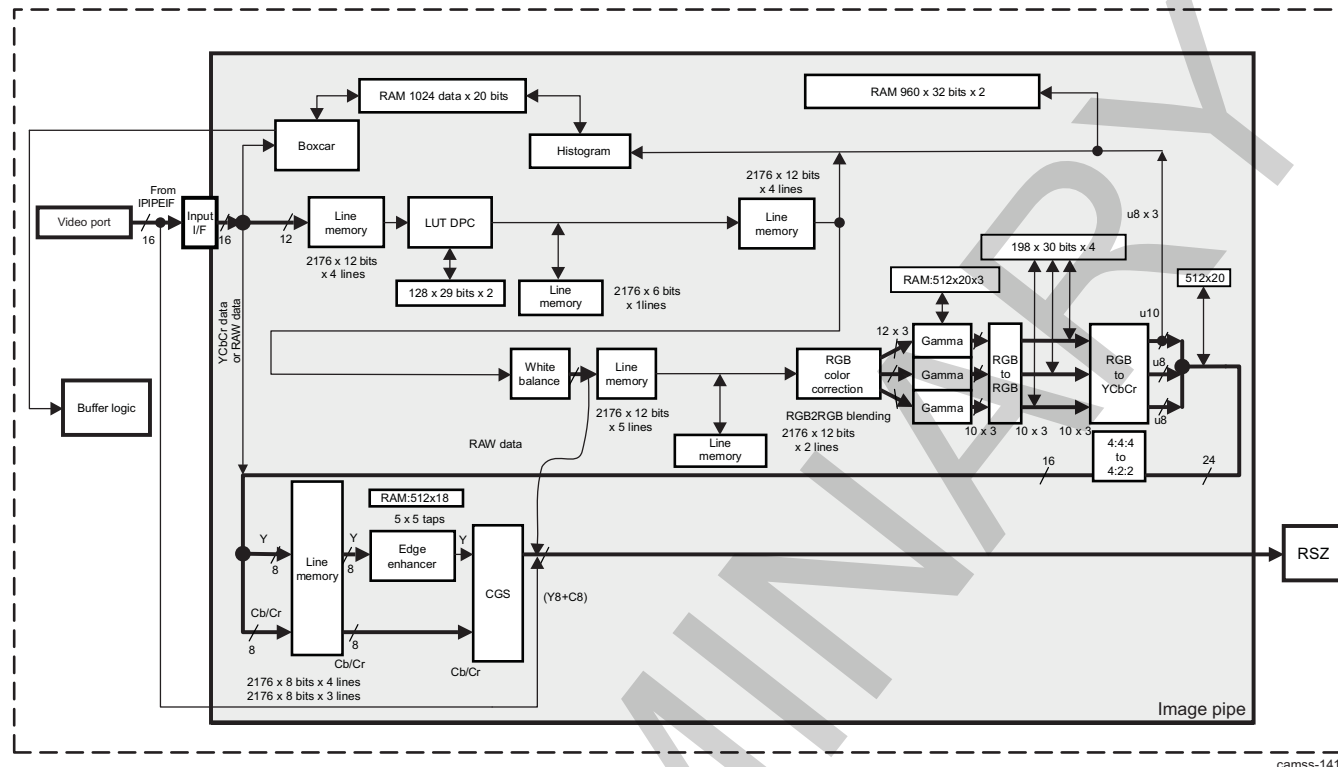 RAM 1024 data x 20 bits
RAM 960 x 32 bits x 2
Boxcar
Histogram
2176 x 12 bits
x 4 lines
From
IPIPEIF
Video port
16
Input
I/F
16
12
Line
memory
LUT DPC
Line
memory
u8 x 3
2176 x 12 bits
x 4 lines
128 x 29 bits x 2
Line
memory
2176 x 6 bits
x 1lines
198 x 30 bits x 4
RAM:512x20x3
512x20
YCbCr data
or RAW data
u10
12 x 3
Gamma
Gamma
Gamma
RGB
to
RGB
RGB
to
YCbCr
u8
u8
White
balance
Line
memory
RGB
color
correction
Buffer logic
2176 x 12 bits
x 5 lines
RGB2RGB blending
2176 x 12 bits
x 2 lines
10 x 3
10 x 3
10 x 3
RAW data
Line
memory
4:4:4
to
4:2:2
16
24
RAM:512x18
5 x 5 taps
Y
8
Line
memory
Y
8
Edge
enhancer
Y
CGS
RSZ
(Y8+C8)
Cb/Cr
8
8
Cb/Cr
Cb/Cr
2176 x 8 bits x 4 lines
2176 x 8 bits x 3 lines
Image pipe
camss-141
MINARY